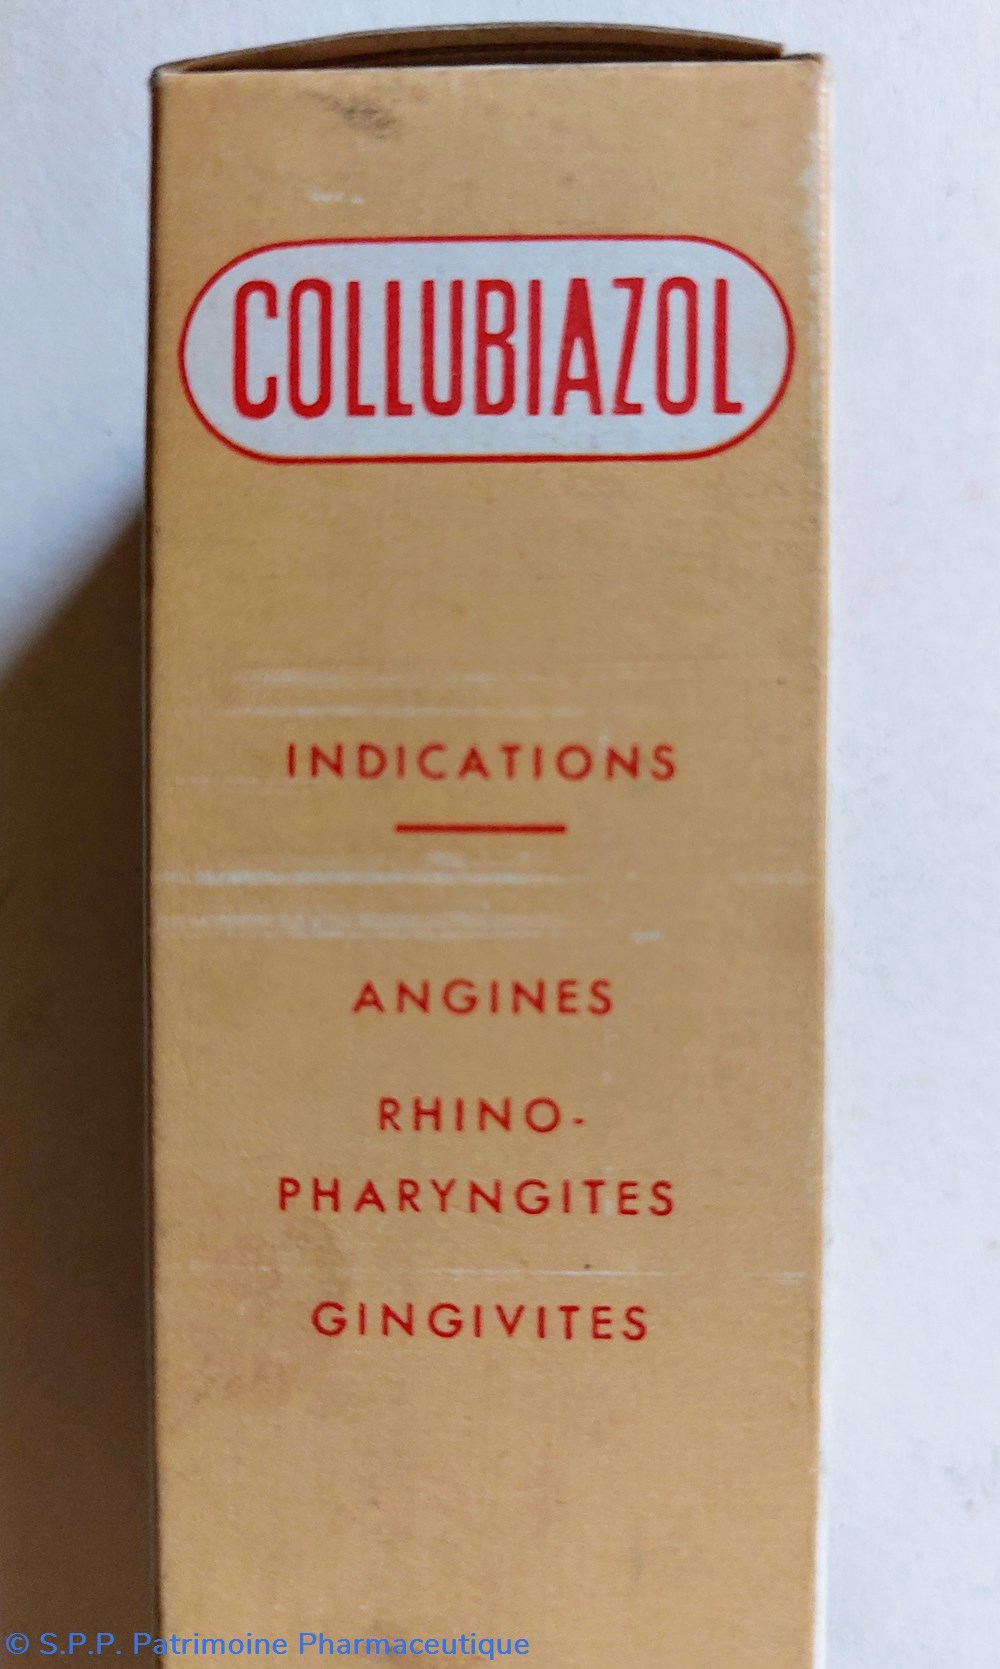 COLLUBIAZOL
INDICATIONS
ANGINES
RHINO-
PHARYNGITES
GINGIVITES
© S.P.P. Patrimoine Pharmaceutique